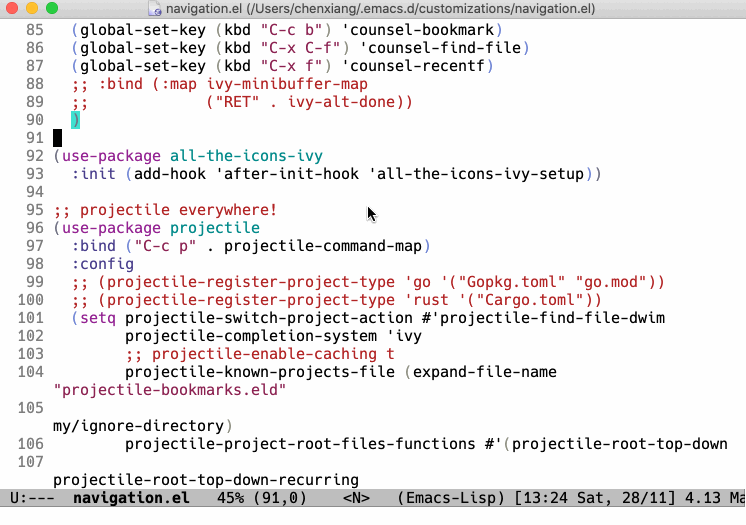 navigation.el (/Users/chenxiang/.emacs.d/customizations/navigation.el)
85 (global-set-key (kbd "C-c b") 'counsel-bookmark)
86 (global-set-key (kbd "C-x C-f") 'counsel-find-file)
87 (global-set-key (kbd "C-x f") 'counsel-recentf)
88 ;; :bind (:map ivy-minibuffer-map
89 ;; ("RET" . ivy-alt-done))
90 )
91
92 (use-package all-the-icons-ivy
93 :init (add-hook 'after-init-hook 'all-the-icons-ivy-setup))
94
95 ;; projectile everywhere!
96 (use-package projectile
97 :bind ("C-c p" . projectile-command-map)
98 :config
99 ;; (projectile-register-project-type 'go '("Gopkg.toml" "go.mod"))
100 ;; (projectile-register-project-type 'rust '("Cargo.toml"))
101 (setq projectile-switch-project-action #'projectile-find-file-dwim
102 projectile-completion-system 'ivy
103 ;; projectile-enable-caching t
104 projectile-known-projects-file (expand-file-name
"projectile-bookmarks.eld"
105
my/ignore-directory)
106 projectile-project-root-files-functions #'(projectile-root-top-down
107
projectile-root-top-down-recurring
U:--- navigation.el 45% (91,0) <N> (Emacs-Lisp) [13:24 Sat, 28/11] 4.13 Ma